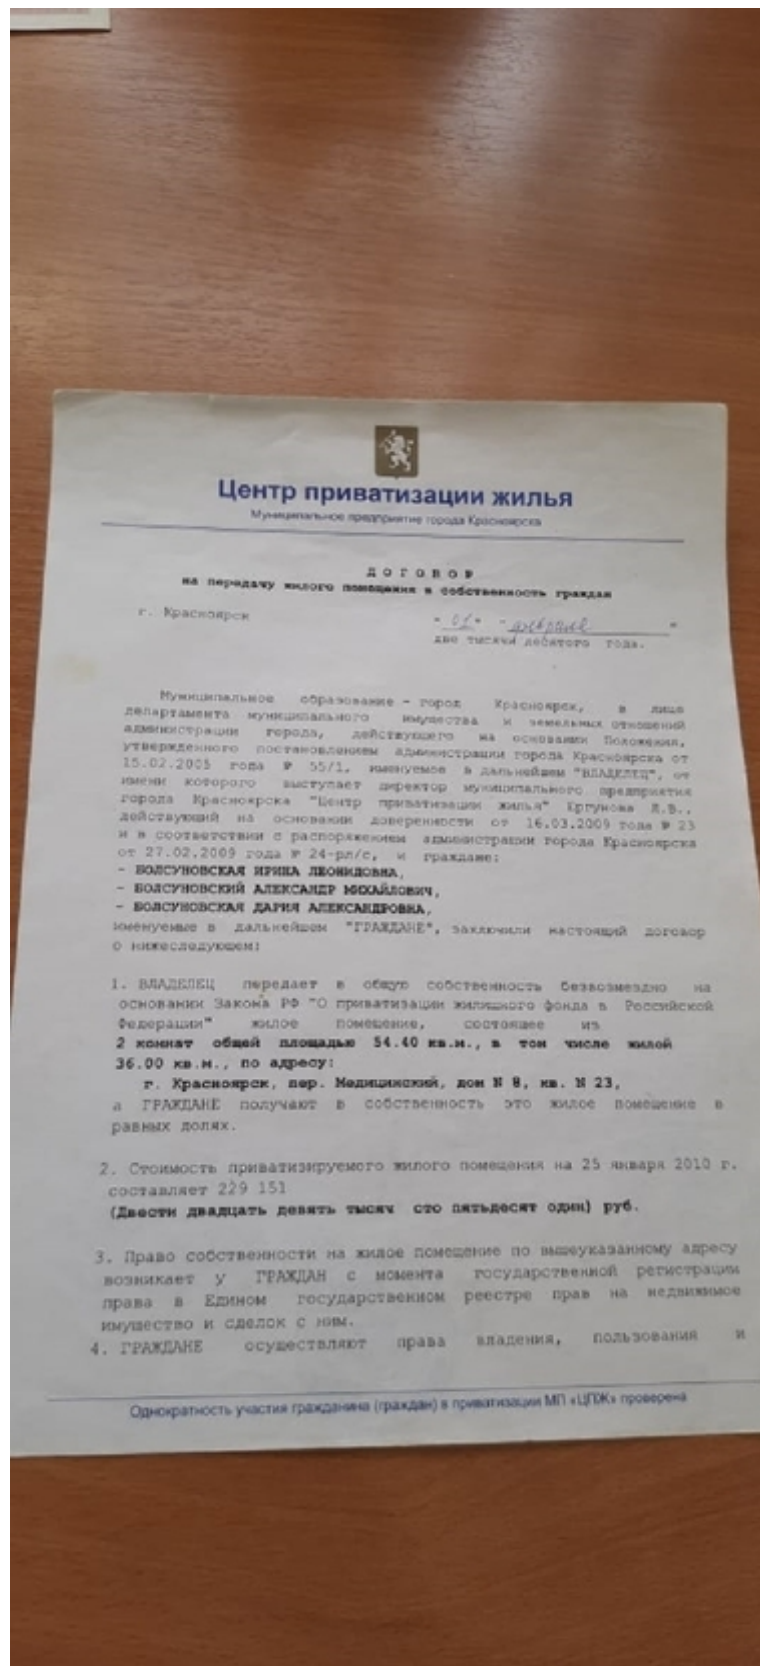 Центр приватизации жилья
Муниципальное предприятие города Красноярска
ДОГОВОР
на передачу жилого помещения в собственность граждан
г. Красноярск
" 01" " февраля "
две тысячи десятого года.
Муниципальное образование - город Красноярск, в лице
департамента муниципального имущества и земельных отношений
администрации города, действующего на основании Положения,
утвержденного постановлением администрации города Красноярска от
15.02.2005 года № 55/1, именуемое в дальнейшем "ВЛАДЕЛЕЦ", от
имени которого выступает директор муниципального предприятия
города Красноярска "Центр приватизации жилья" Ергунова Л.В.,
действующий на основании доверенности от 16.03.2009 года № 23
и в соответствии с распоряжением администрации города Красноярска
от 27.02.2009 года № 24-рл/с, и граждане:
- БОЛСУНОВСКАЯ ИРИНА ЛЕОНИДОВНА,
- БОЛСУНОВСКИЙ АЛЕКСАНДР МИХАЙЛОВИЧ,
- БОЛСУНОВСКАЯ ДАРИЯ АЛЕКСАНДРОВНА,
именуемые в дальнейшем "ГРАЖДАНЕ", заключили настоящий договор
о нижеследующем:
1. ВЛАДЕЛЕЦ передает в общую собственность безвозмездно на
основании Закона РФ "О приватизации жилищного фонда в Российской
Федерации" жилое помещение, состоящее из
2 комнат общей площадью 54.40 кв.м., в том числе жилой
36.00 кв.м., по адресу:
г. Красноярск, пер. Медицинский, дом N 8, кв. N 23,
а ГРАЖДАНЕ получают в собственность это жилое помещение в
равных долях.
2. Стоимость приватизируемого жилого помещения на 25 января 2010 г.
составляет 229 151
(Двести двадцать девять тысяч сто пятьдесят один) руб.
3. Право собственности на жилое помещение по вышеуказанному адресу
возникает у ГРАЖДАН с момента государственной регистрации
права в Едином государственном реестре прав на недвижимое
имущество и сделок с ним.
4. ГРАЖДАНЕ осуществляют права владения, пользования и
Однократность участия гражданина (граждан) в приватизации МП «ЦПЖ» проверена